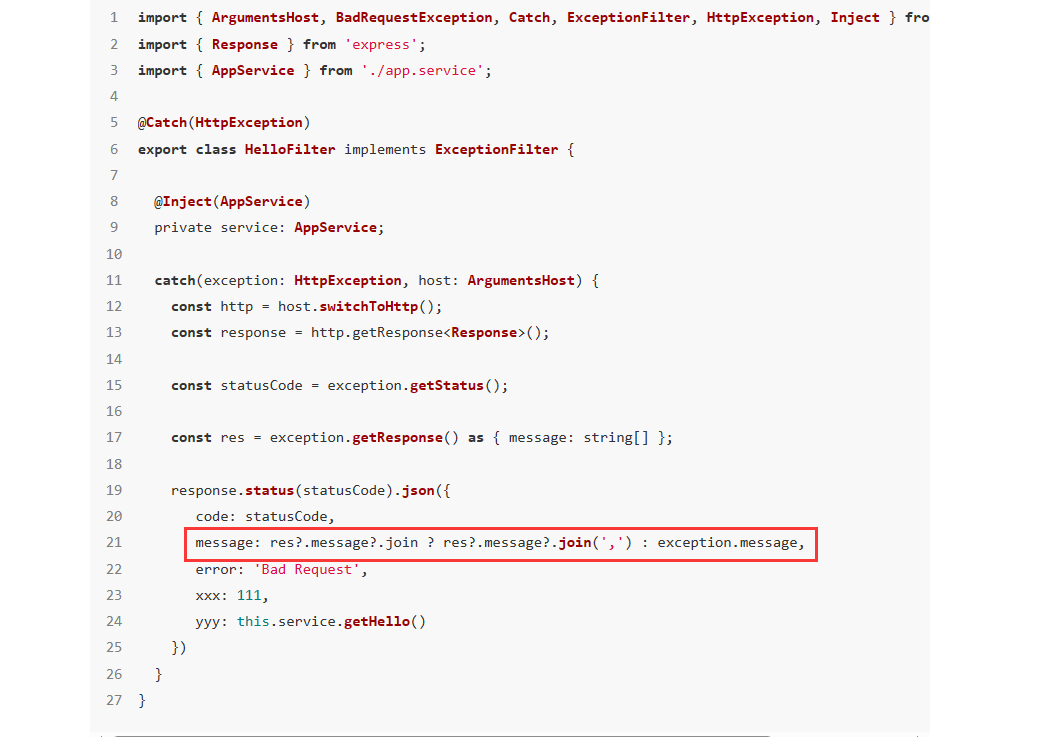 1 import { ArgumentsHost, BadRequestException, Catch, ExceptionFilter, HttpException, Inject } fro
2 import { Response } from 'express';
3 import { AppService } from './app.service';
4
5 @Catch(HttpException)
6 export class HelloFilter implements ExceptionFilter {
7
8   @Inject(AppService)
9   private service: AppService;
10
11   catch(exception: HttpException, host: ArgumentsHost) {
12     const http = host.switchToHttp();
13     const response = http.getResponse<Response>();
14
15     const statusCode = exception.getStatus();
16
17     const res = exception.getResponse() as { message: string[] };
18
19     response.status(statusCode).json({
20        code: statusCode,
21        message: res?.message?.join ? res?.message?.join(',') : exception.message,
22        error: 'Bad Request',
23        xxx: 111,
24        yyy: this.service.getHello()
25     })
26   }
27 }